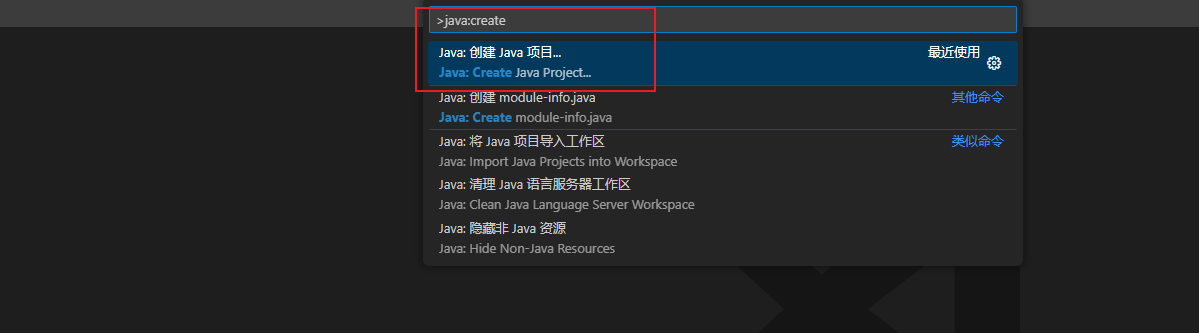 >java:create
Java: 创建 Java 项目... 最近使用
Java: Create Java Project...
Java: 创建 module-info.java 其他命令
Java: Create module-info.java
Java: 将 Java 项目导入工作区 类似命令
Java: Import Java Projects into Workspace
Java: 清理 Java 语言服务器工作区
Java: Clean Java Language Server Workspace
Java: 隐藏非 Java 资源
Java: Hide Non-Java Resources